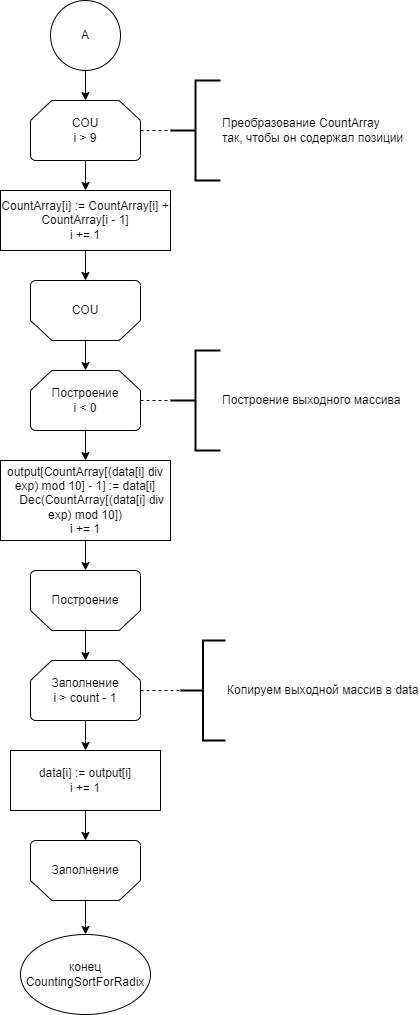 A
COU
i > 9
Преобразование CountArray
так, чтобы он содержал позиции
CountArray[i] := CountArray[i] +
CountArray[i - 1]
i += 1
COU
Построение
i < 0
Построение выходного массива
output[CountArray[(data[i] div
exp) mod 10] - 1] := data[i]
Dec(CountArray[(data[i] div
exp) mod 10])
i += 1
Построение
Заполнение
i > count - 1
Копируем выходной массив в data
data[i] := output[i]
i += 1
Заполнение
конец
CountingSortForRadix